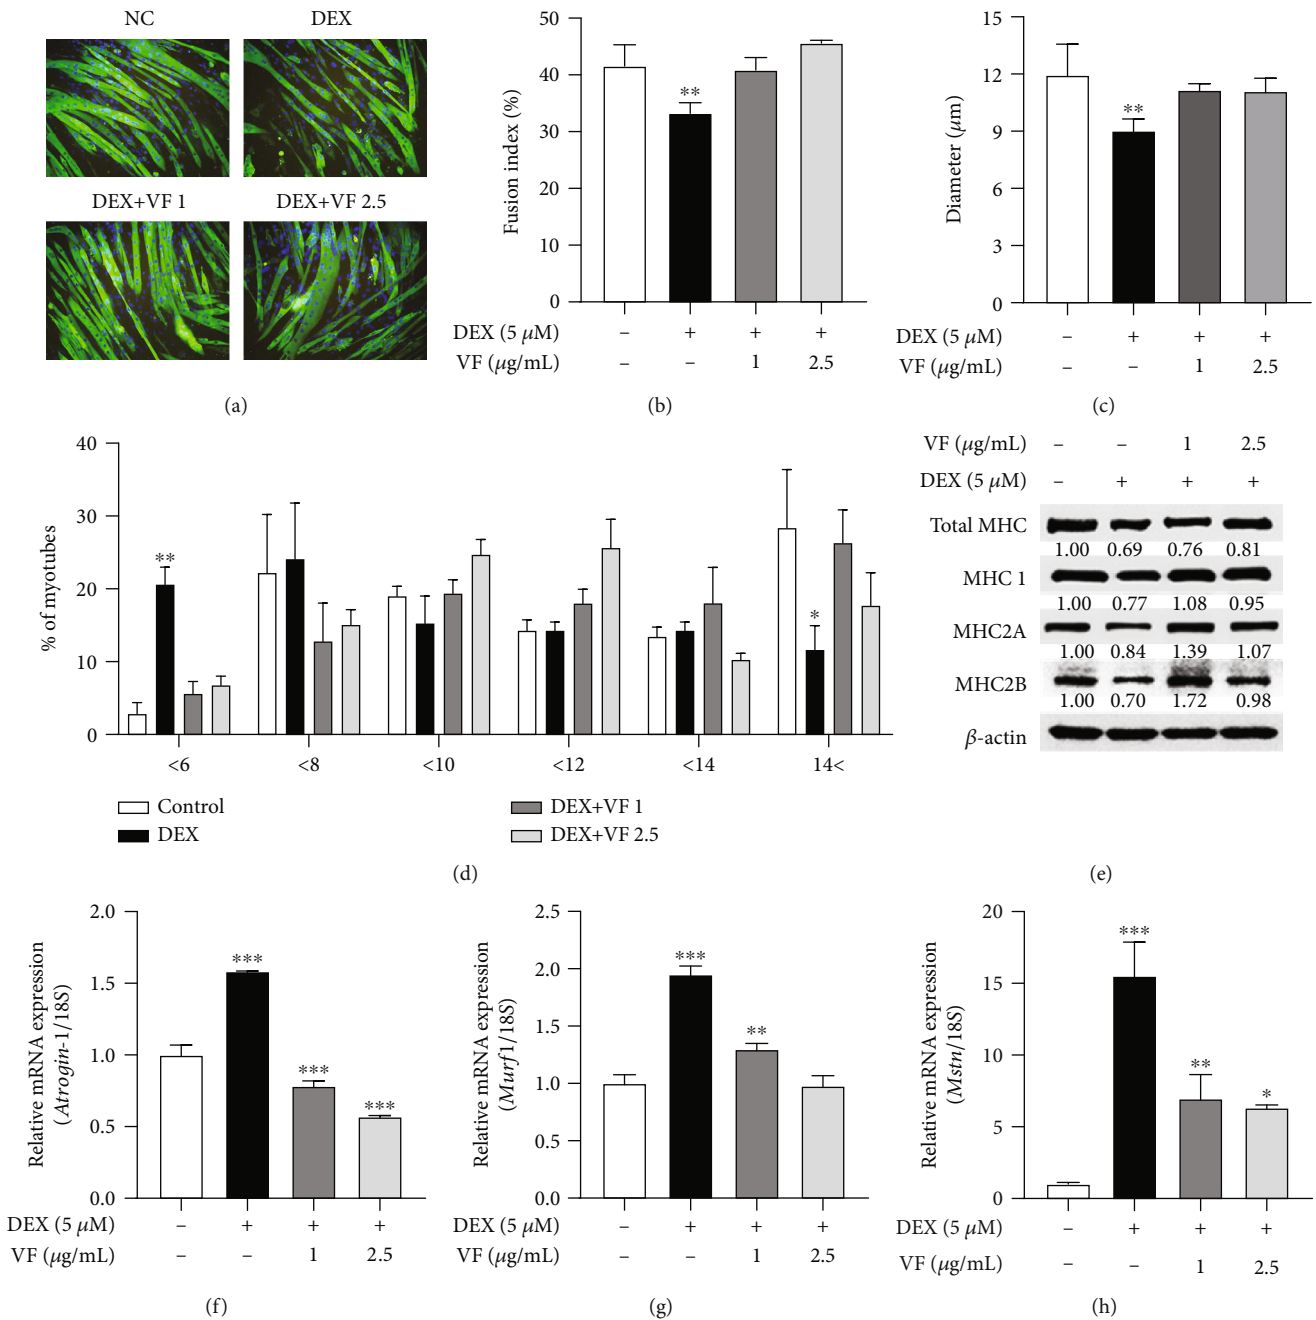 NC DEX
DEX+VF 1 DEX+VF 2.5
(a)
Fusion index (%)
50
40
30
20
10
0
**
DEX (5 μM) – + + +
VF (μg/mL) – – 1 2.5
(b)
Diameter (μm)
15
12
9
6
3
0
**
DEX (5 μM) – + + +
VF (μg/mL) – – 1 2.5
(c)
% of myotubes
40
30
20
10
0
**
*
<6 <8 <10 <12 <14 14<
Control
DEX
DEX+VF 1
DEX+VF 2.5
(d)
VF (μg/mL) – – 1 2.5
DEX (5 μM) – + + +
Total MHC
1.00 0.69 0.76 0.81
MHC 1
1.00 0.77 1.08 0.95
MHC2A
1.00 0.84 1.39 1.07
MHC2B
1.00 0.70 1.72 0.98
β-actin
(e)
Relative mRNA expression
(Atrogin-1/18S)
2.0
1.5
1.0
0.5
0.0
***
***
***
DEX (5 μM) – + + +
VF (μg/mL) – – 1 2.5
(f)
Relative mRNA expression
(Murf1/18S)
2.5
2.0
1.5
1.0
0.5
0.0
***
**
DEX (5 μM) – + + +
VF (μg/mL) – – 1 2.5
(g)
Relative mRNA expression
(Mstn/18S)
20
15
10
5
0
***
**
*
DEX (5 μM) – + + +
VF (μg/mL) – – 1 2.5
(h)